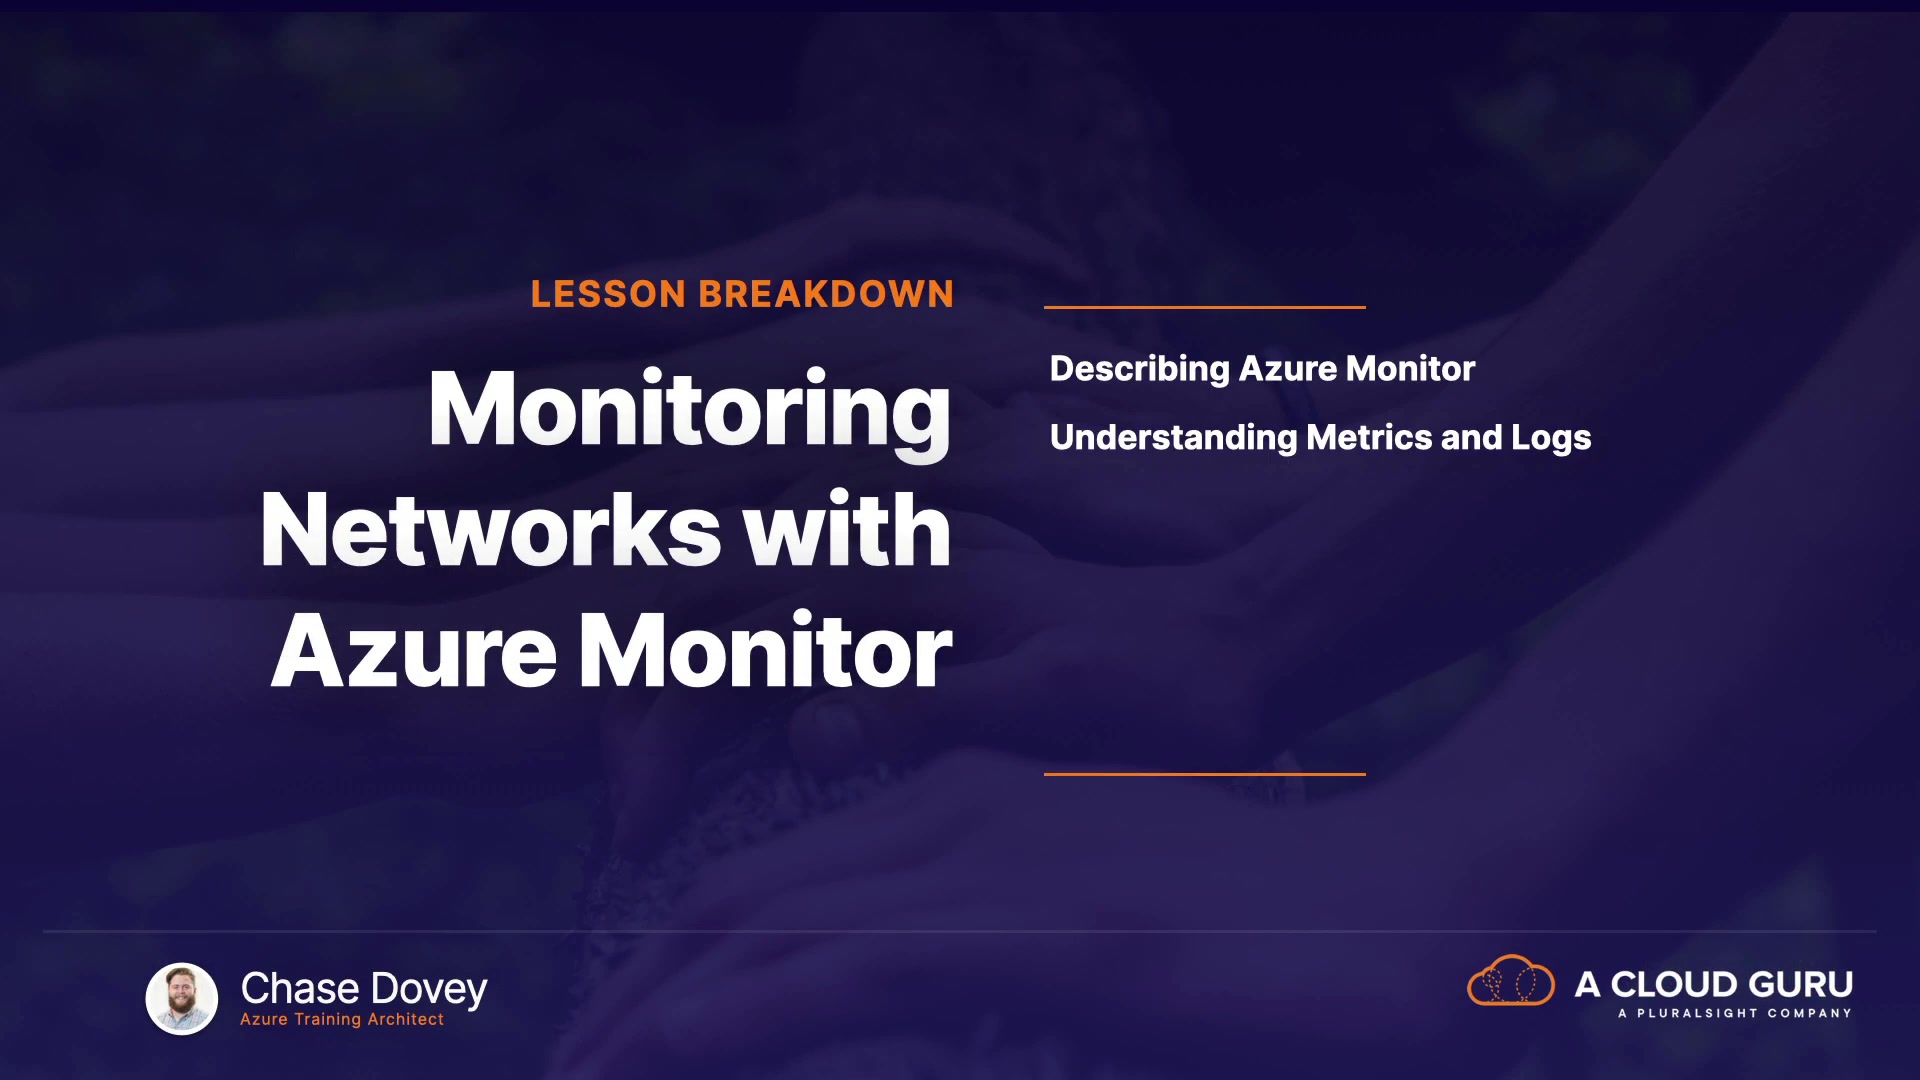 LESSON BREAKDOWN
Monitoring
Networks with
Azure Monitor
Describing Azure Monitor
Understanding Metrics and Logs
Chase Dovey
Azure Training Architect
A CLOUD GURU
A PLURALSIGHT COMPANY